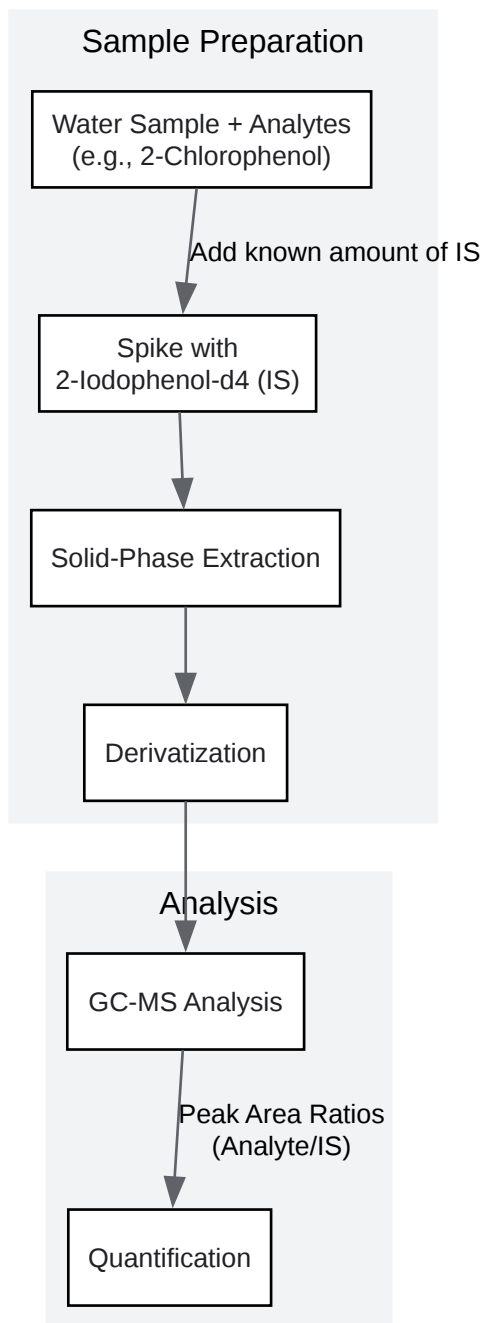 Sample Preparation
Water Sample + Analytes
(e.g., 2-Chlorophenol)
Add known amount of IS
Spike with
2-Iodophenol-d4 (IS)
Solid-Phase Extraction
Derivatization
Analysis
GC-MS Analysis
Peak Area Ratios
(Analyte/IS)
Quantification